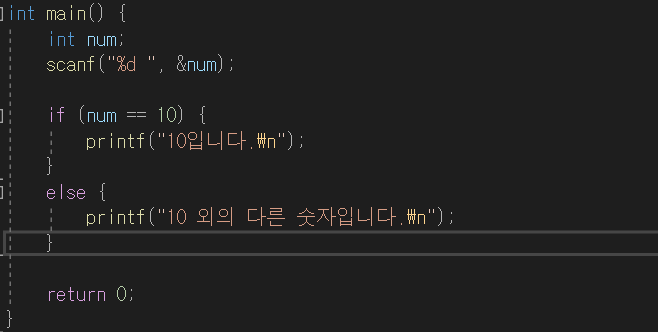 int main() {
int num;
scanf("%d ", &num);
if (num == 10) {
printf("10입니다.₩n");
}
else {
printf("10 외의 다른 숫자입니다.₩n");
}
return 0;
}